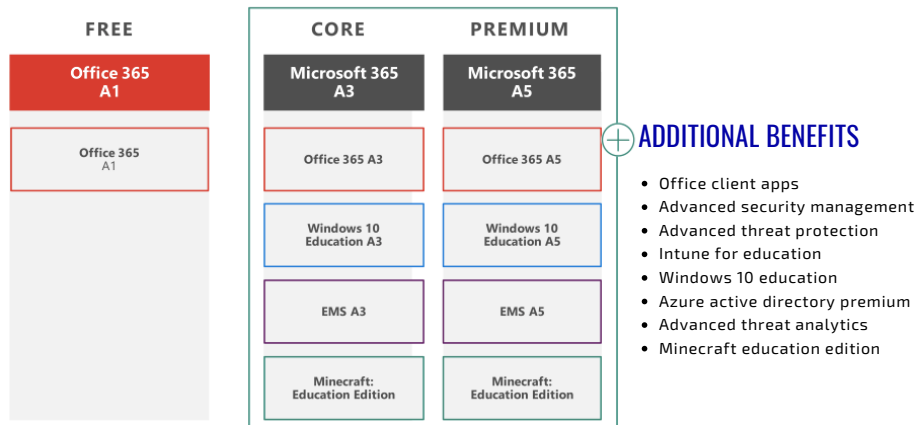 FREE
Office 365
A1
Office 365
A1
CORE
Microsoft 365
A3
Office 365 A3
Windows 10
Education A3
EMS A3
Minecraft:
Education Edition
PREMIUM
Microsoft 365
A5
Office 365 A5
Windows 10
Education A5
EMS A5
Minecraft:
Education Edition
ADDITIONAL BENEFITS
• Office client apps
• Advanced security management
• Advanced threat protection
• Intune for education
• Windows 10 education
• Azure active directory premium
• Advanced threat analytics
• Minecraft education edition